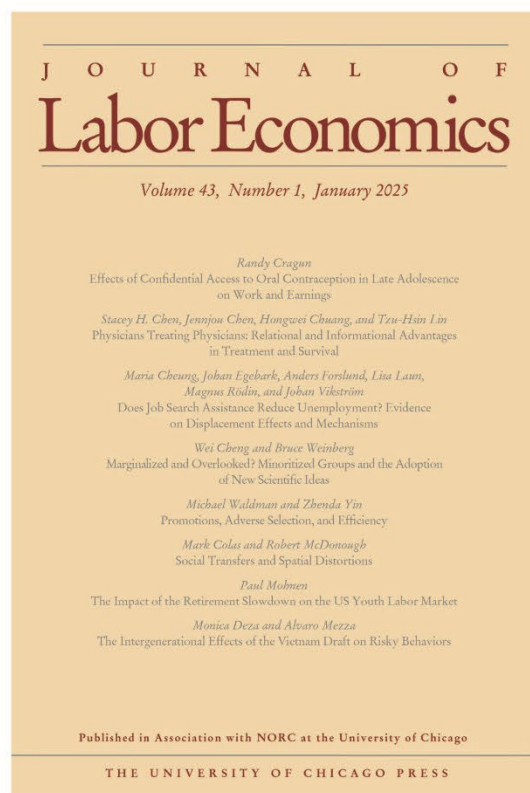 JOURNAL OF
Labor Economics
Volume 43, Number 1, January 2025
Randy Cragun
Effects of Confidential Access to Oral Contraception in Late Adolescence
on Work and Earnings
Stacey H. Chen, Jennjou Chen, Hongwei Chuang, and Tzu-Hsin Lin
Physicians Treating Physicians: Relational and Informational Advantages
in Treatment and Survival
Maria Cheung, Johan Egebark, Anders Forslund, Lisa Laun,
Magnus Rödin, and Johan Vikström
Does Job Search Assistance Reduce Unemployment? Evidence
on Displacement Effects and Mechanisms
Wei Cheng and Bruce Weinberg
Marginalized and Overlooked? Minoritized Groups and the Adoption
of New Scientific Ideas
Michael Waldman and Zhenda Yin
Promotions, Adverse Selection, and Efficiency
Mark Colas and Robert McDonough
Social Transfers and Spatial Distortions
Paul Mohnen
The Impact of the Retirement Slowdown on the US Youth Labor Market
Monica Deza and Alvaro Mezza
The Intergenerational Effects of the Vietnam Draft on Risky Behaviors
Published in Association with NORC at the University of Chicago
THE UNIVERSITY OF CHICAGO PRESS